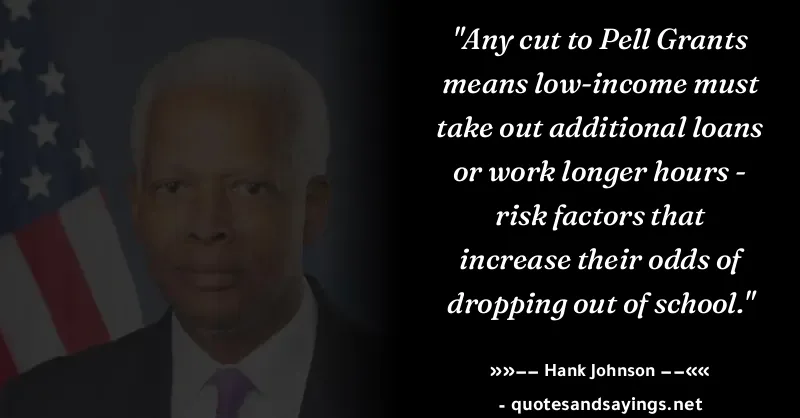 "Any cut to Pell Grants
means low-income must
take out additional loans
or work longer hours -
risk factors that
increase their odds of
dropping out of school."
»»–– Hank Johnson ––««
- quotesandsayings.net